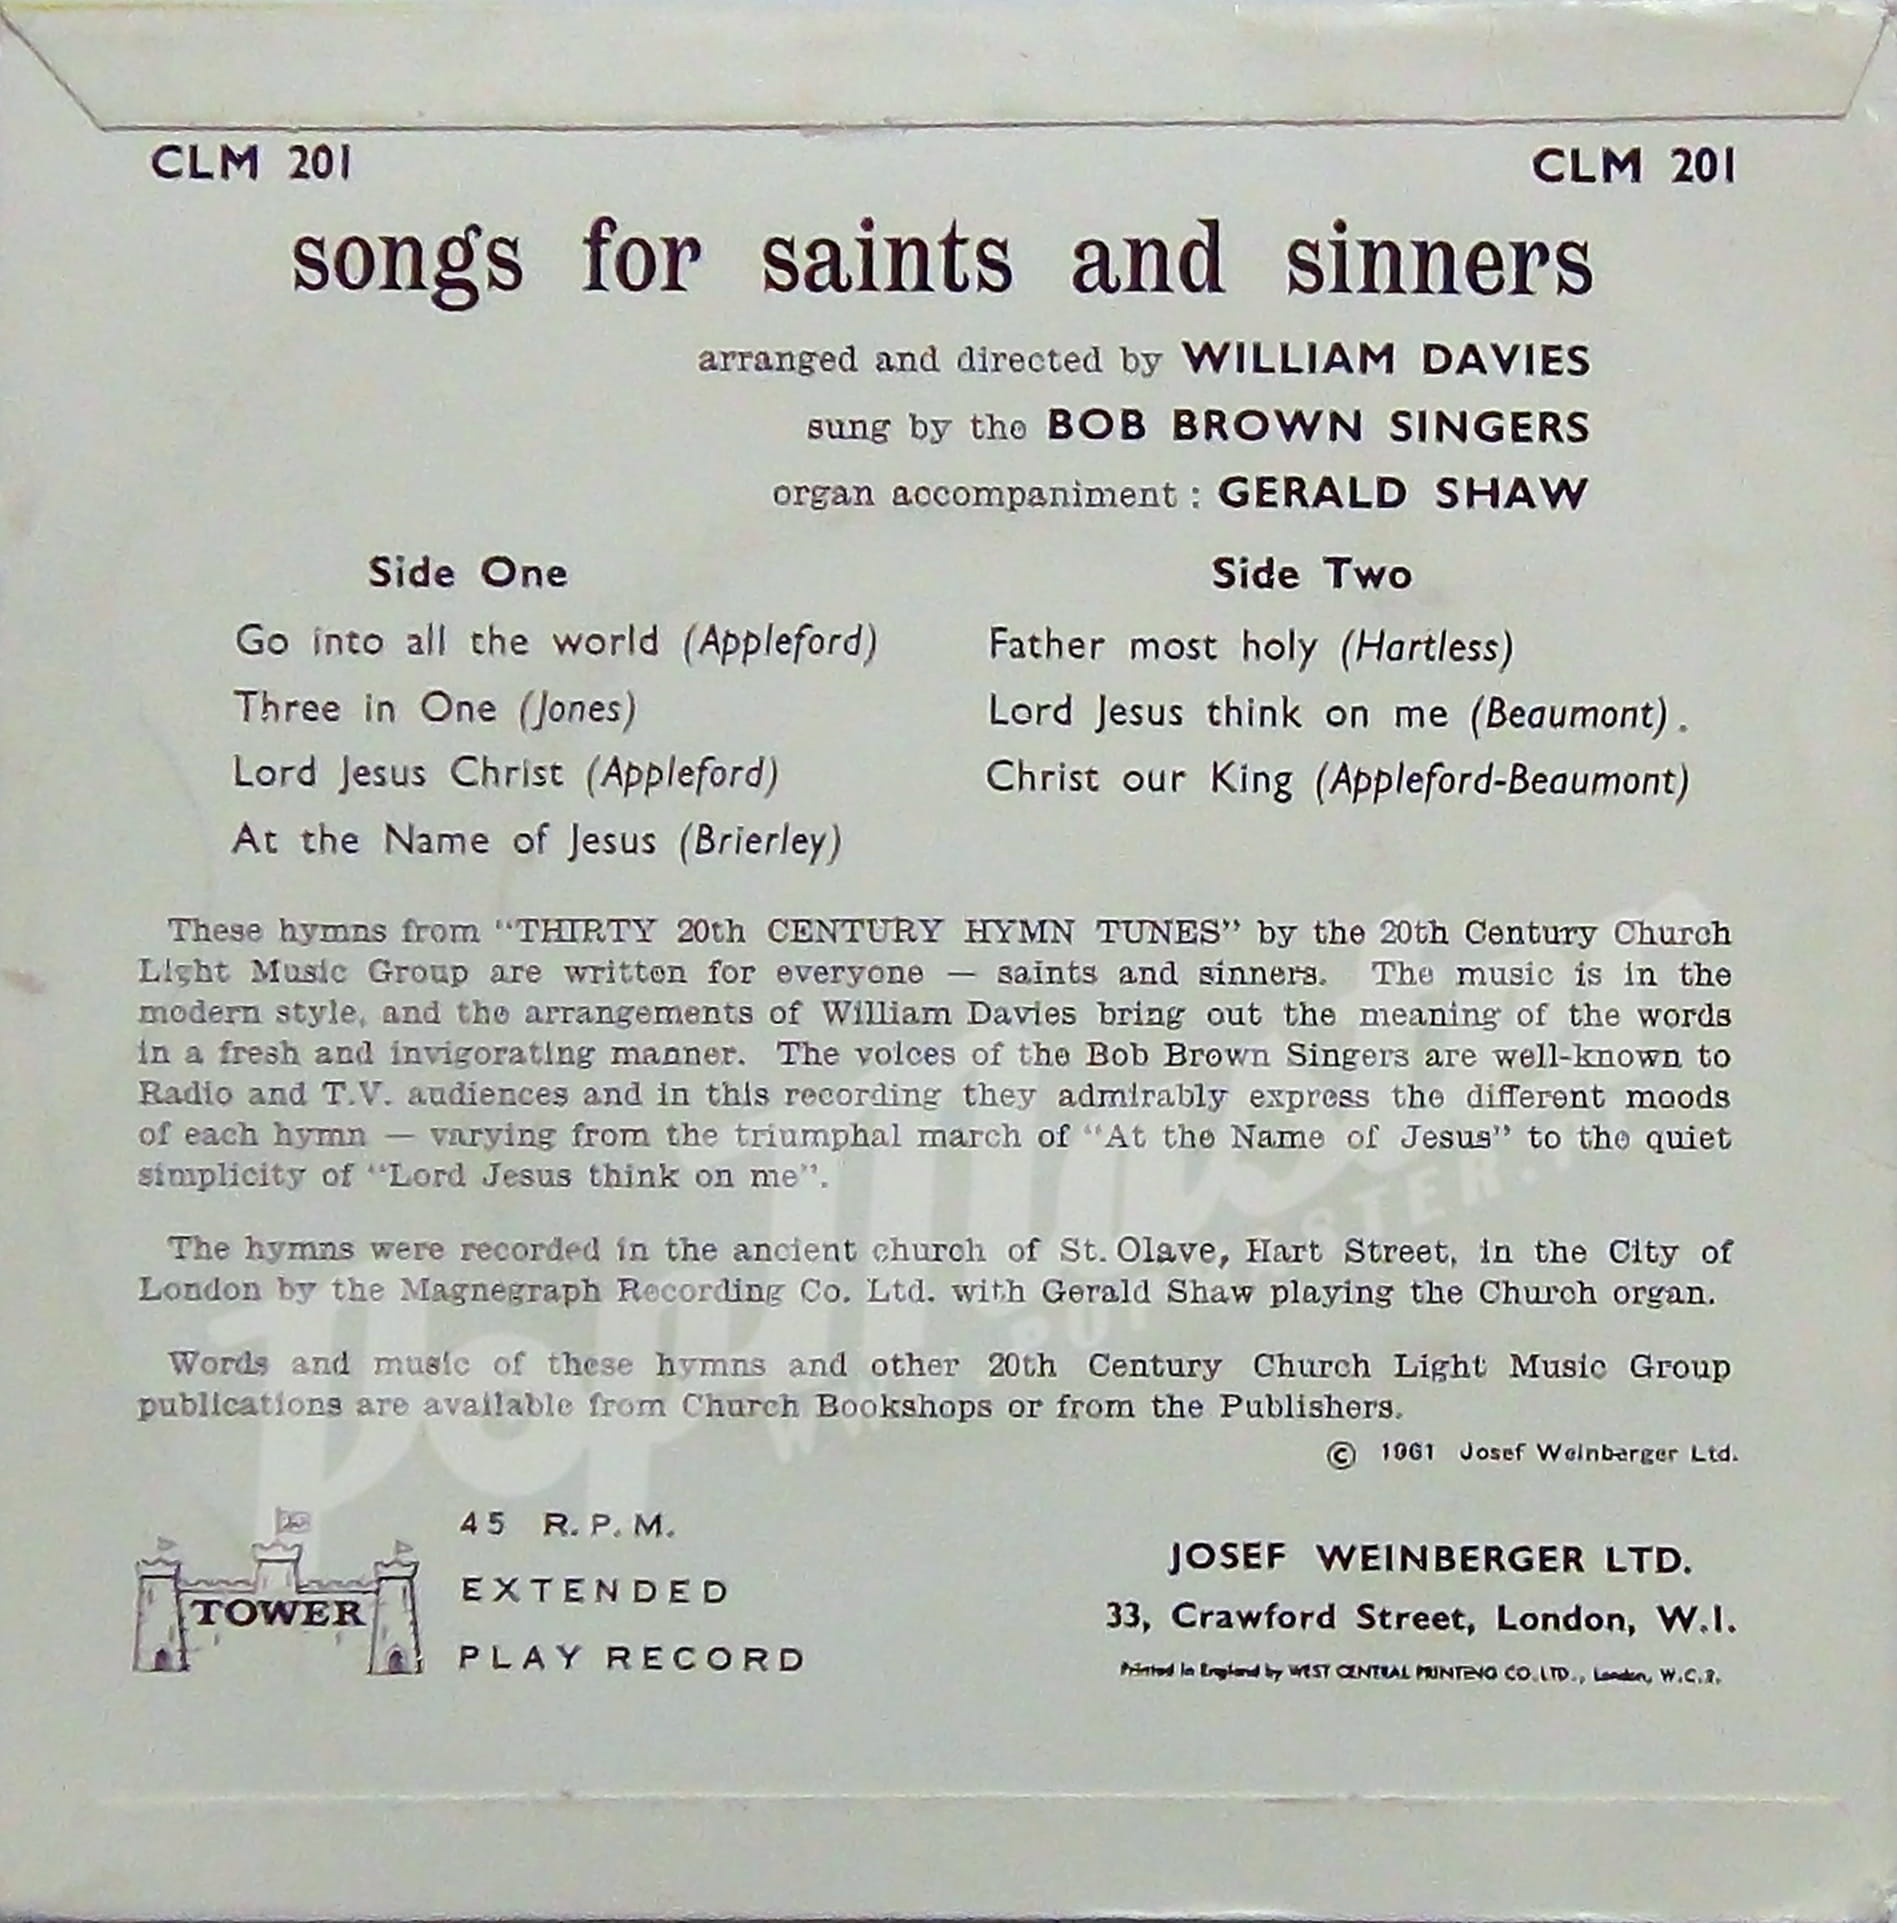 CLM 201 CLM 201
songs for saints and sinners
arranged and directed by WILLIAM DAVIES
sung by the BOB BROWN SINGERS
organ accompaniment : GERALD SHAW
Side One
Go into all the world (Appleford)
Three in One (Jones)
Lord Jesus Christ (Appleford)
At the Name of Jesus (Brierley)
Side Two
Father most holy (Hartless)
Lord Jesus think on me (Beaumont).
Christ our King (Appleford-Beaumont)
These hymns from “THIRTY 20th CENTURY HYMN TUNES” by the 20th Century Church
Light Music Group are written for everyone — saints and sinners. The music is in the
modern style, and the arrangements of William Davies bring out the meaning of the words
in a fresh and invigorating manner. The voices of the Bob Brown Singers are well-known to
Radio and T.V. audiences and in this recording they admirably express the different moods
of each hymn — varying from the triumphal march of “At the Name of Jesus” to the quiet
simplicity of “Lord Jesus think on me”.
The hymns were recorded in the ancient church of St. Olave, Hart Street, in the City of
London by the Magnegraph Recording Co. Ltd. with Gerald Shaw playing the Church organ.
Words and music of these hymns and other 20th Century Church Light Music Group
publications are available from Church Bookshops or from the Publishers.
© 1961 Josef Weinberger Ltd.
TOWER
45 R.P.M.
EXTENDED
PLAY RECORD
JOSEF WEINBERGER LTD.
33, Crawford Street, London, W.1.
Printed in England by WEST CENTRAL PRINTING CO. LTD., London, W.C.2.